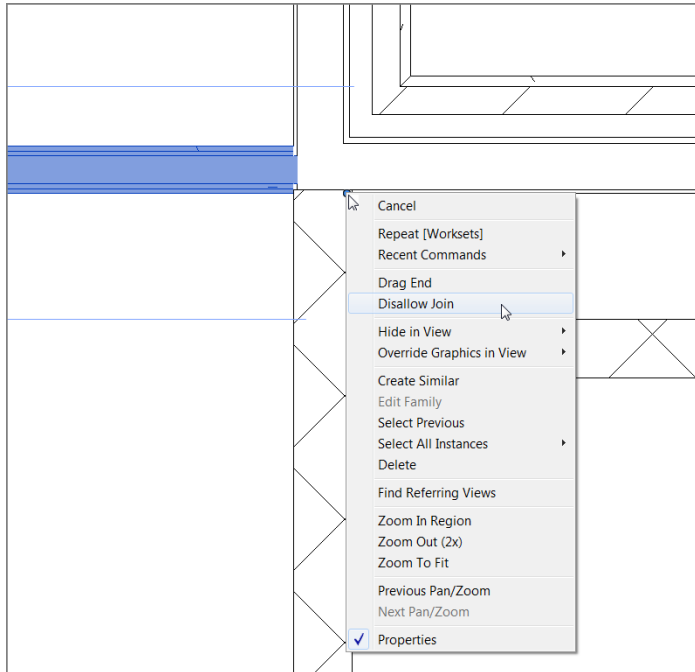 Cancel
Repeat [Worksets]
Recent Commands
Drag End
Disallow Join
Hide in View
Override Graphics in View
Create Similar
Edit Family
Select Previous
Select All Instances
Delete
Find Referring Views
Zoom In Region
Zoom Out (2x)
Zoom To Fit
Previous Pan/Zoom
Next Pan/Zoom
Properties